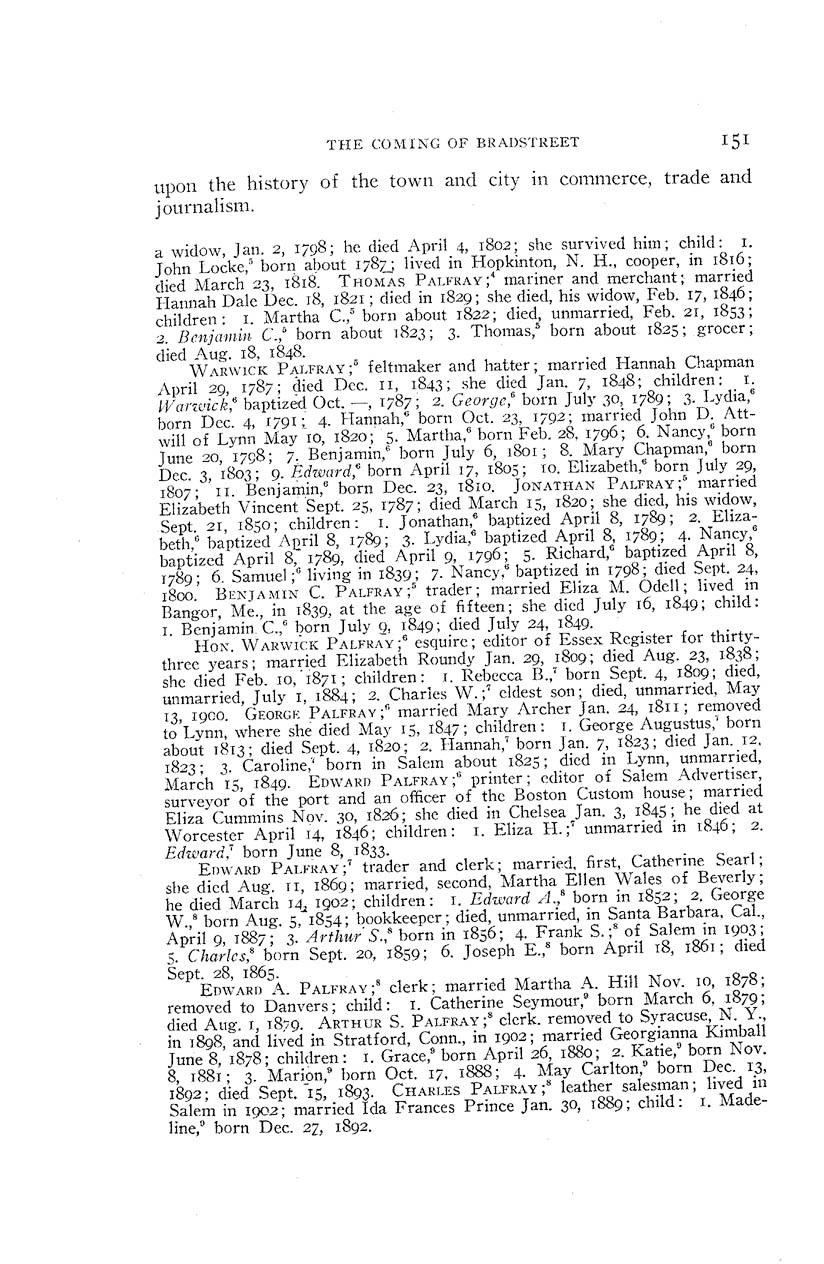 THE COMING OF BRADSTREET 151
upon the history of the town and city in commerce, trade and
journalism.
a widow, Jan. 2, 1798; he died April 4, 1802; she survived him; child: 1.
John Locke,⁵ born about 1787; lived in Hopkinton, N. H., cooper, in 1816;
died March 23, 1818. THOMAS PALFRAY;⁴ mariner and merchant; married
Hannah Dale Dec. 18, 1821; died in 1829; she died, his widow, Feb. 17, 1846;
children: 1. Martha C.,⁵ born about 1822; died, unmarried, Feb. 21, 1853;
2. Benjamin C.,⁵ born about 1823; 3. Thomas,⁵ born about 1825; grocer;
died Aug. 18, 1848.
WARWICK PALFRAY;⁵ feltmaker and hatter; married Hannah Chapman
April 29, 1787; died Dec. 11, 1843; she died Jan. 7, 1848; children: 1.
Warwick,⁶ baptized Oct. —, 1787; 2. George,⁶ born July 30, 1789; 3. Lydia,⁶
born Dec. 4, 1791; 4. Hannah,⁶ born Oct. 23, 1792; married John D. Att-
will of Lynn May 10, 1820; 5. Martha,⁶ born Feb. 28, 1796; 6. Nancy,⁶ born
June 20, 1798; 7. Benjamin,⁶ born July 6, 1801; 8. Mary Chapman,⁶ born
Dec. 3, 1803; 9. Edward,⁶ born April 17, 1805; 10. Elizabeth,⁶ born July 29,
1807; 11. Benjamin,⁶ born Dec. 23, 1810. JONATHAN PALFRAY;⁵ married
Elizabeth Vincent Sept. 25, 1787; died March 15, 1820; she died, his widow,
Sept. 21, 1850; children: 1. Jonathan,⁶ baptized April 8, 1789; 2. Eliza-
beth,⁶ baptized April 8, 1789; 3. Lydia,⁶ baptized April 8, 1789; 4. Nancy,⁶
baptized April 8, 1789, died April 9, 1796; 5. Richard,⁶ baptized April 8,
1789; 6. Samuel;⁶ living in 1839; 7. Nancy,⁶ baptized in 1798; died Sept. 24,
1800. BENJAMIN C. PALFRAY;⁵ trader; married Eliza M. Odell; lived in
Bangor, Me., in 1839, at the age of fifteen; she died July 16, 1849; child:
1. Benjamin C.,⁶ born July 9, 1849; died July 24, 1849.
HON. WARWICK PALFRAY;⁶ esquire; editor of Essex Register for thirty-
three years; married Elizabeth Roundy Jan. 29, 1809; died Aug. 23, 1838;
she died Feb. 10, 1871; children: 1. Rebecca B.,⁷ born Sept. 4, 1809; died,
unmarried, July 1, 1884; 2. Charles W.;⁷ eldest son; died, unmarried, May
13, 1900. GEORGE PALFRAY;⁶ married Mary Archer Jan. 24, 1811; removed
to Lynn, where she died May 15, 1847; children: 1. George Augustus,⁷ born
about 1813; died Sept. 4, 1820; 2. Hannah,⁷ born Jan. 7, 1823; died Jan. 12,
1823; 3. Caroline,⁷ born in Salem about 1825; died in Lynn, unmarried,
March 15, 1849. EDWARD PALFRAY;⁶ printer; editor of Salem Advertiser,
surveyor of the port and an officer of the Boston Custom house; married
Eliza Cummins Nov. 30, 1826; she died in Chelsea Jan. 3, 1845; he died at
Worcester April 14, 1846; children: 1. Eliza H.;⁷ unmarried in 1846; 2.
Edward,⁷ born June 8, 1833.
EDWARD PALFRAY;⁷ trader and clerk; married, first, Catherine Searl;
she died Aug. 11, 1869; married, second, Martha Ellen Wales of Beverly;
he died March 14, 1902; children: 1. Edward A.,⁸ born in 1852; 2. George
W.,⁸ born Aug. 5, 1854; bookkeeper; died, unmarried, in Santa Barbara, Cal.,
April 9, 1887; 3. Arthur S.,⁸ born in 1856; 4. Frank S.;⁸ of Salem in 1903;
5. Charles,⁸ born Sept. 20, 1859; 6. Joseph E.,⁸ born April 18, 1861; died
Sept. 28, 1865.
EDWARD A. PALFRAY;⁸ clerk; married Martha A. Hill Nov. 10, 1878;
removed to Danvers; child: 1. Catherine Seymour,⁹ born March 6, 1879;
died Aug. 1, 1879. ARTHUR S. PALFRAY;⁸ clerk. removed to Syracuse, N. Y.,
in 1898, and lived in Stratford, Conn., in 1902; married Georgianna Kimball
June 8, 1878; children: 1. Grace,⁹ born April 26, 1880; 2. Katie,⁹ born Nov.
8, 1881; 3. Marion,⁹ born Oct. 17, 1888; 4. May Carlton,⁹ born Dec. 13,
1892; died Sept. 15, 1893. CHARLES PALFRAY;⁸ leather salesman; lived in
Salem in 1902; married Ida Frances Prince Jan. 30, 1889; child: 1. Made-
line,⁹ born Dec. 27, 1892.